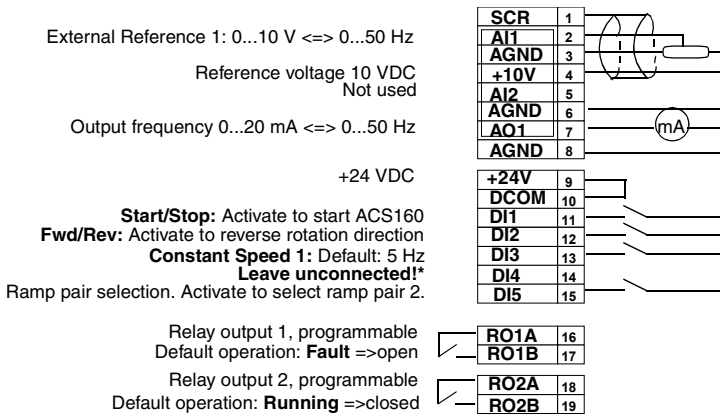 SCR 1
External Reference 1: 0...10 V <=> 0...50 Hz AI1 2
AGND 3
Reference voltage 10 VDC +10V 4
Not used AI2 5
AGND 6
Output frequency 0...20 mA <=> 0...50 Hz AO1 7 mA
AGND 8
+24 VDC +24V 9
DCOM 10
Start/Stop: Activate to start ACS160 DI1 11
Fwd/Rev: Activate to reverse rotation direction DI2 12
Constant Speed 1: Default: 5 Hz DI3 13
Leave unconnected!* DI4 14
Ramp pair selection. Activate to select ramp pair 2. DI5 15
Relay output 1, programmable RO1A 16
Default operation: Fault =>open RO1B 17
Relay output 2, programmable RO2A 18
Default operation: Running =>closed RO2B 19